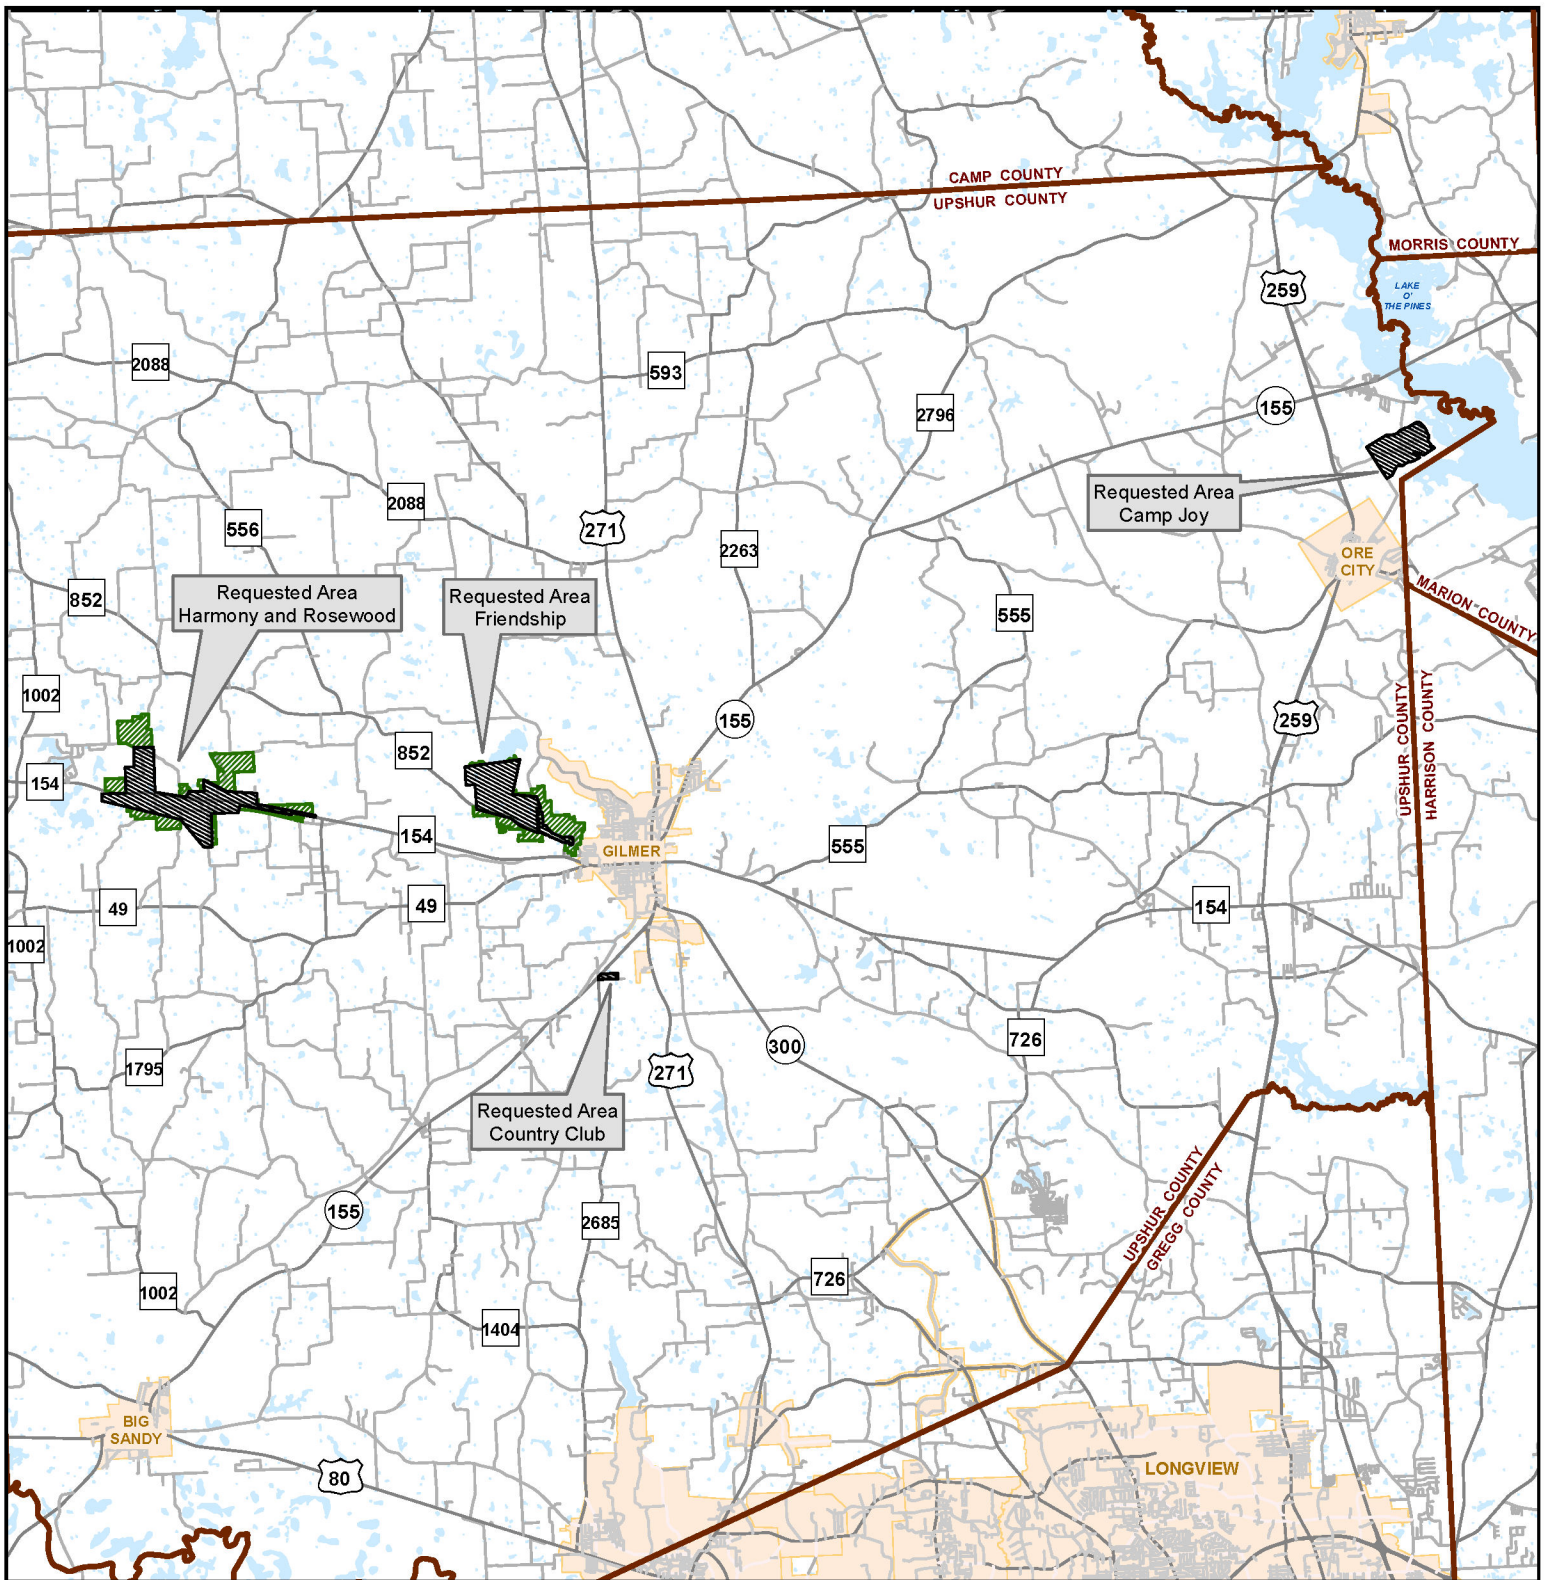 CAMP COUNTY
UPSHUR COUNTY
MORRIS COUNTY
259
LAKE
O'
THE PINES
2088
593
155
2796
Requested Area
Camp Joy
2088
556
271
2263
ORE
CITY
852
Requested Area
Harmony and Rosewood
Requested Area
Friendship
555
MARION COUNTY
1002
155
259
UPSHUR COUNTY
HARRISON COUNTY
852
154
154
555
GILMER
49
49
154
1002
300
726
1795
271
Requested Area
Country Club
155
2685
UPSHUR COUNTY
GREGG COUNTY
726
1002
1404
BIG
SANDY
80
LONGVIEW